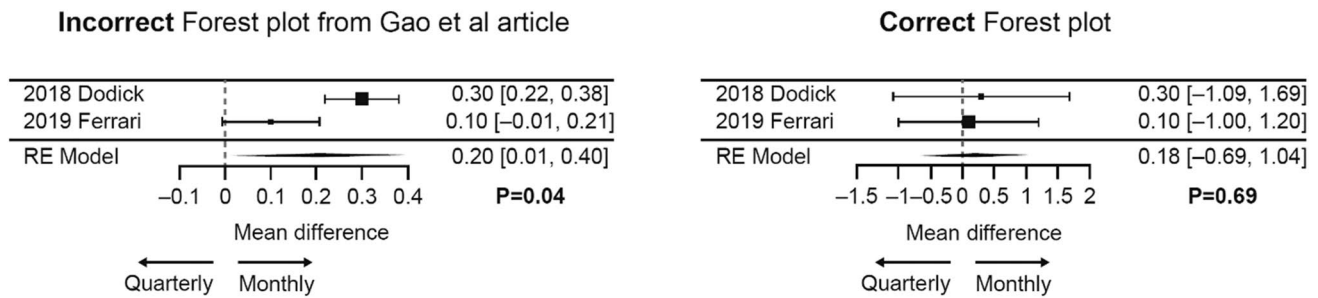 Incorrect Forest plot from Gao et al article
2018 Dodick 0.30 [0.22, 0.38]
2019 Ferrari 0.10 [–0.01, 0.21]
RE Model 0.20 [0.01, 0.40]
–0.1 0 0.1 0.2 0.3 0.4 P=0.04
Mean difference
Quarterly Monthly
Correct Forest plot
2018 Dodick 0.30 [–1.09, 1.69]
2019 Ferrari 0.10 [–1.00, 1.20]
RE Model 0.18 [–0.69, 1.04]
–1.5 –1 –0.5 0 0.5 1 1.5 2 P=0.69
Mean difference
Quarterly Monthly